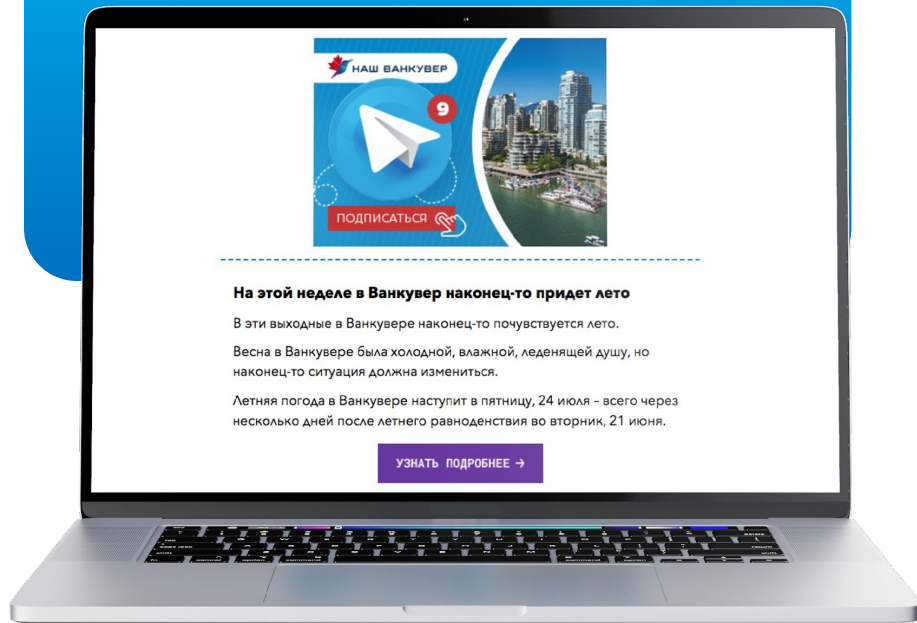 НАШ ВАНКУВЕР
9
ПОДПИСАТЬСЯ
На этой неделе в Ванкувер наконец-то придет лето
В эти выходные в Ванкувере наконец-то почувствуется лето.
Весна в Ванкувере была холодной, влажной, леденящей душу, но
наконец-то ситуация должна измениться.
Летняя погода в Ванкувере наступит в пятницу, 24 июля – всего через
несколько дней после летнего равноденствия во вторник, 21 июня.
УЗНАТЬ ПОДРОБНЕЕ →